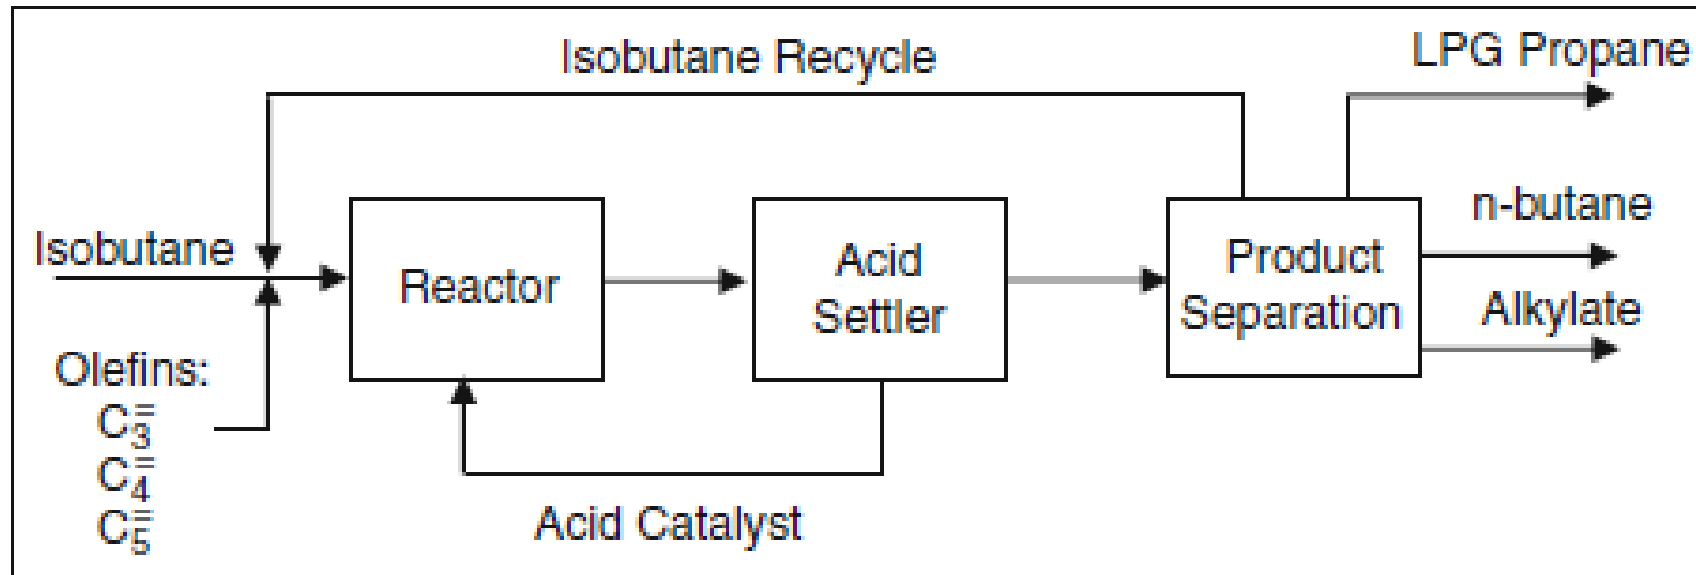 Isobutane Recycle
LPG Propane
Isobutane
Reactor
Acid
Settler
Product
Separation
n-butane
Alkylate
Olefins:
C₃⁼
C₄⁼
C₅⁼
Acid Catalyst